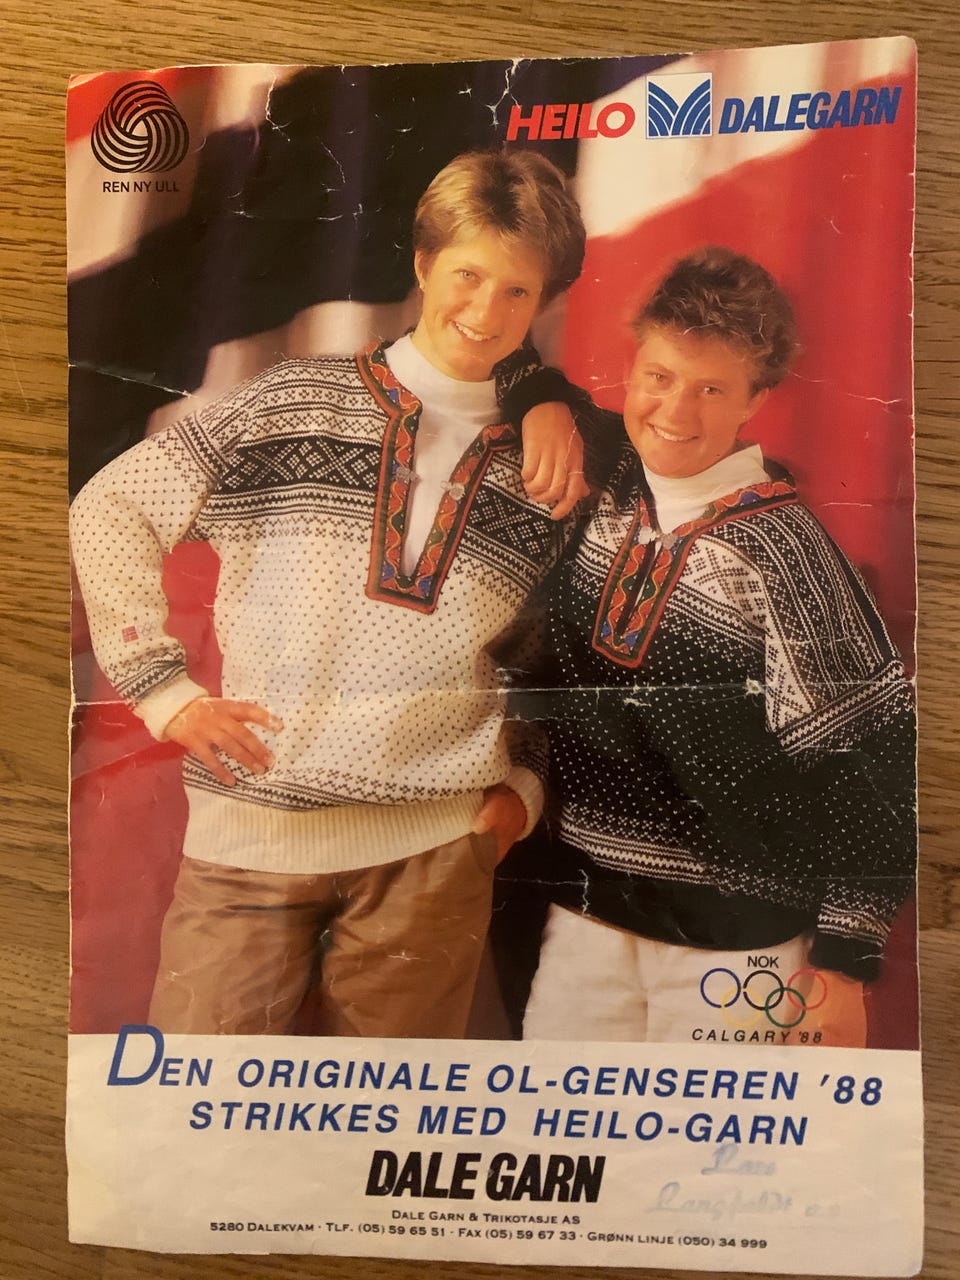 REN NY ULL
HEILO DALEGARN
NOK
CALGARY '88
DEN ORIGINALE OL-GENSEREN '88
STRIKKES MED HEILO-GARN
DALE GARN
DALE GARN & TRIKOTASJE AS
5280 DALEKVAM · TLF. (05) 59 65 51 · FAX (05) 59 67 33 · GRØNN LINJE (050) 34 999